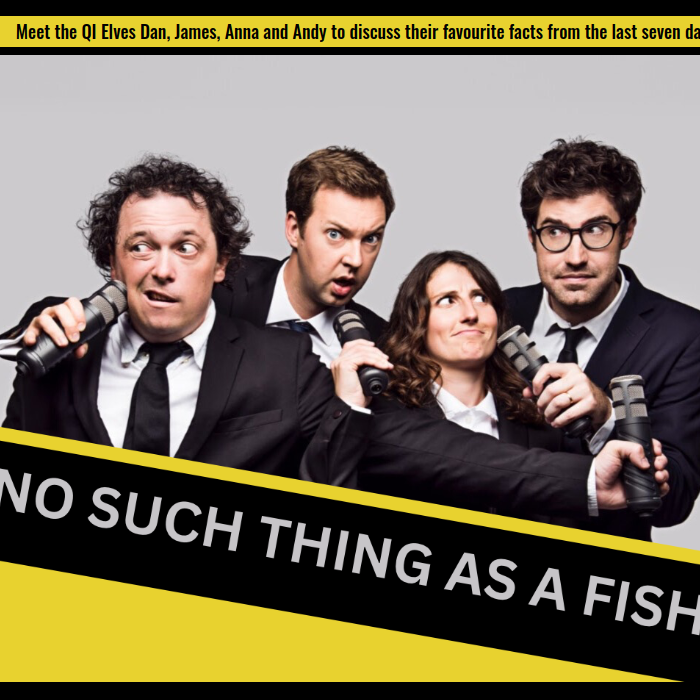 Meet the QI Elves Dan, James, Anna and Andy to discuss their favourite facts from the last seven da
NO SUCH THING AS A FISH